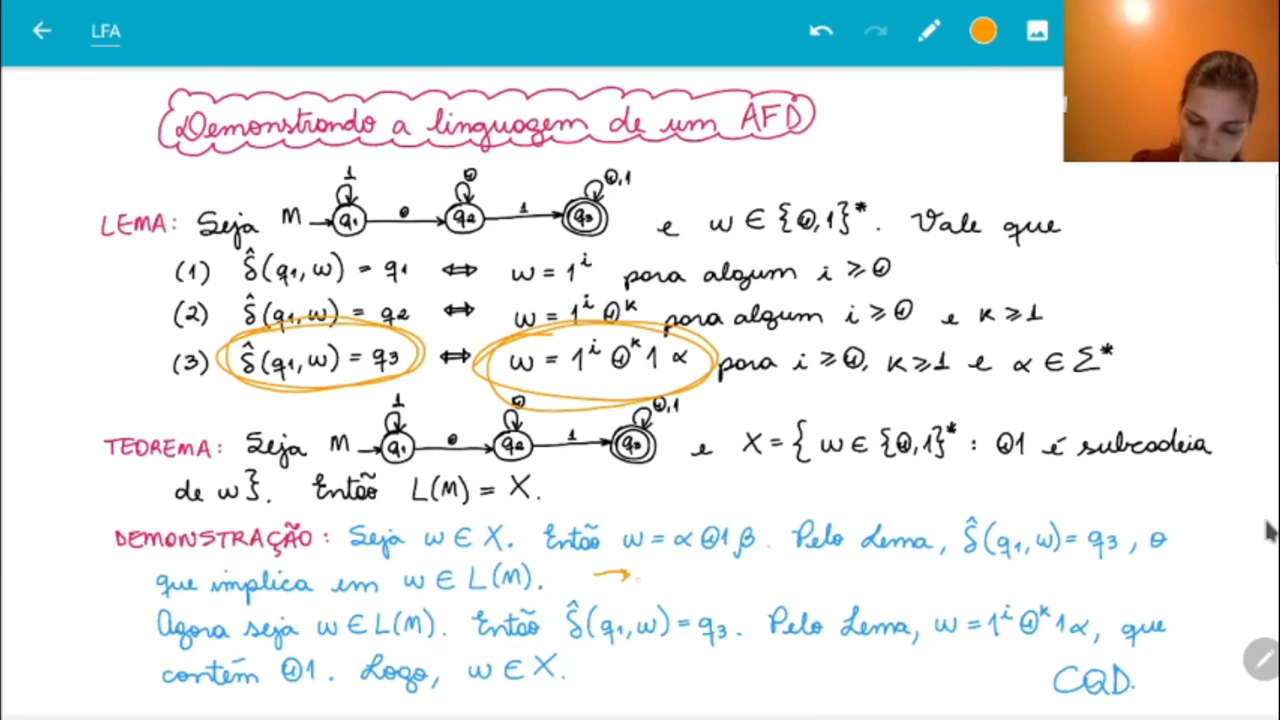 LFA
Demonstrando a linguagem de um AFD
1 0 0,1
LEMA: Seja M q1 0 q2 1 q3 e w ∈ {0,1}*. Vale que
(1) δ̂(q1, w) = q1 ⇔ w = 1^i para algum i ≥ 0
(2) δ̂(q1, w) = q2 ⇔ w = 1^i 0^k para algum i ≥ 0 e k ≥ 1
(3) δ̂(q1, w) = q3 ⇔ w = 1^i 0^k 1 α para i ≥ 0, k ≥ 1 e α ∈ Σ*
1 0 0,1
TEOREMA: Seja M q1 0 q2 1 q3 e X = { w ∈ {0,1}* : 01 é subcadeia
de w}. Então L(M) = X.
DEMONSTRAÇÃO: Seja w ∈ X. Então w = α 01 β. Pelo Lema, δ̂(q1, w) = q3, o
que implica em w ∈ L(M). →
Agora seja w ∈ L(M). Então δ̂(q1, w) = q3. Pelo Lema, w = 1^i 0^k 1 α, que
contém 01. Logo, w ∈ X. CQD.